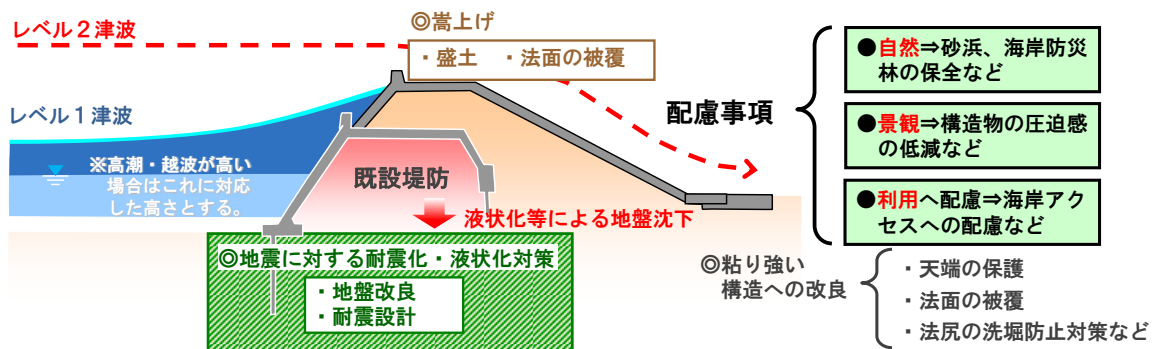 レベル2津波
◎嵩上げ
・盛土 ・法面の被覆
レベル1津波
※高潮・越波が高い
場合はこれに対応
した高さとする。
既設堤防
液状化等による地盤沈下
◎地震に対する耐震化・液状化対策
・地盤改良
・耐震設計
配慮事項
●自然⇒砂浜、海岸防災
林の保全など
●景観⇒構造物の圧迫感
の低減など
●利用へ配慮⇒海岸アク
セスへの配慮など
◎粘り強い
構造への改良
・天端の保護
・法面の被覆
・法尻の洗堀防止対策など